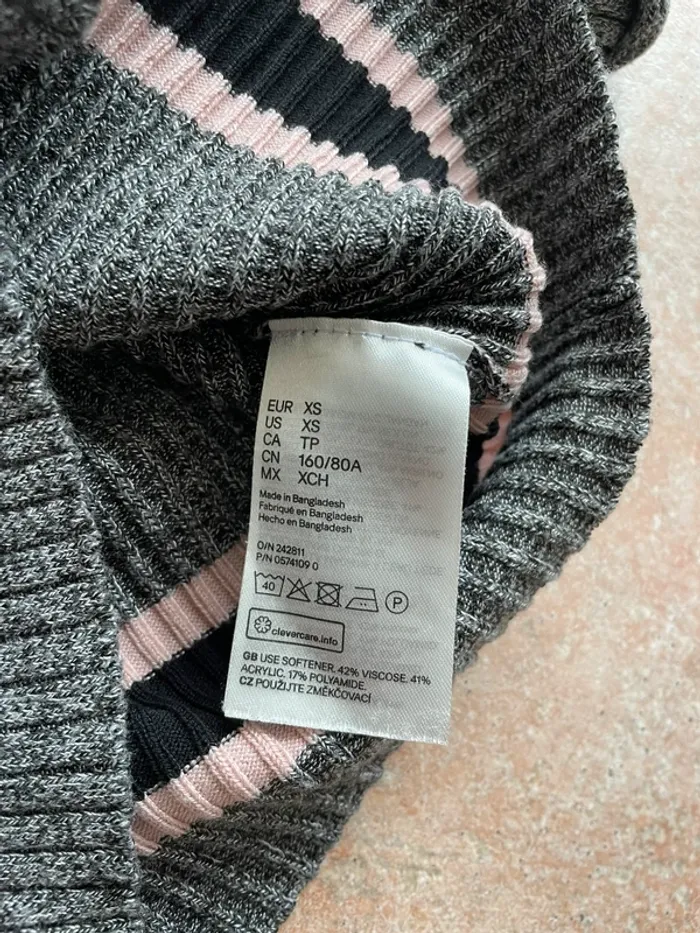 EUR XS
US XS
CA TP
CN 160/80A
MX XCH
Made in Bangladesh
Fabriqué en Bangladesh
Hecho en Bangladesh
O/N 242811
P/N 0574109 0
40 P
clevercare.info
GB USE SOFTENER. 42% VISCOSE. 41%
ACRYLIC. 17% POLYAMIDE.
CZ POUŽIJTE ZMĚKČOVACÍ